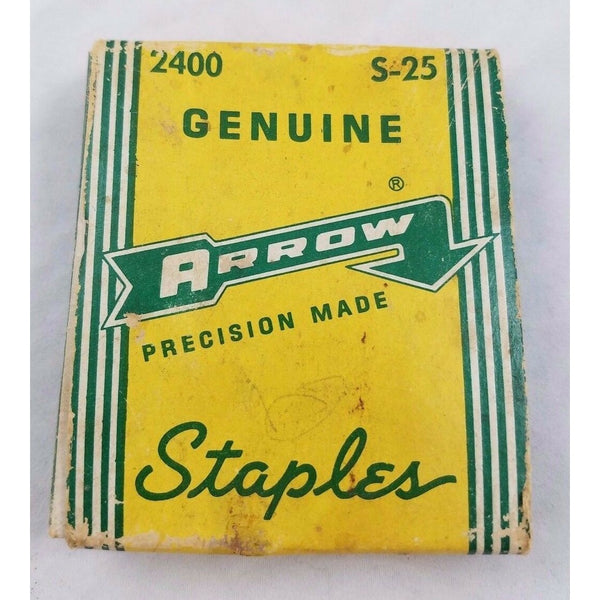 2400 S-25
GENUINE
®
ARROW
PRECISION MADE
Staples